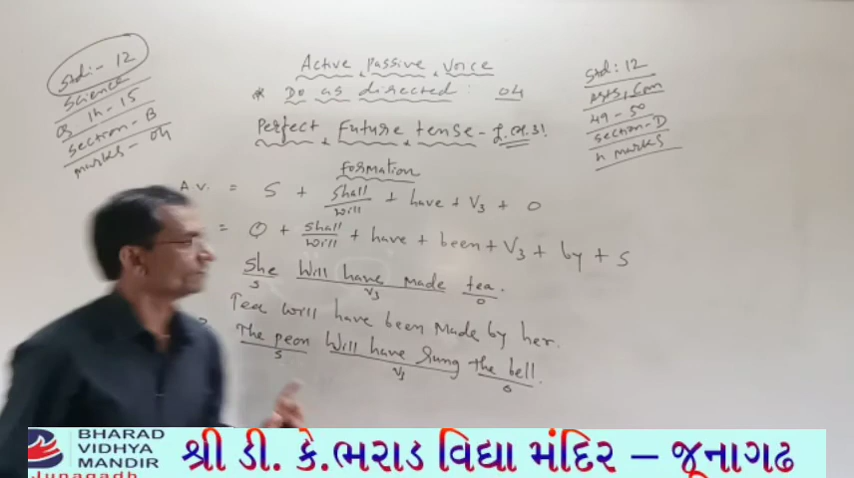 Std:- 12
Science
Q 14-15
Section-B
marks- 04
Active Passive Voice
* Do as directed: 04
Perfect Future tense-
Std: 12
Arts, Com
49-50
section-D
4 marks
Formation
A v. = S + shall/will + have + V3 + O
= O + shall/will + have + been + V3 + by + S
She will have made tea.
S V3 O
Tea will have been made by her.
The peon will have rung the bell.
S V3 O
BHARAD
VIDHYA
MANDIR
Junagadh
શ્રી ડી. કે.ભરાડ વિદ્યા મંદિર – જૂનાગઢ